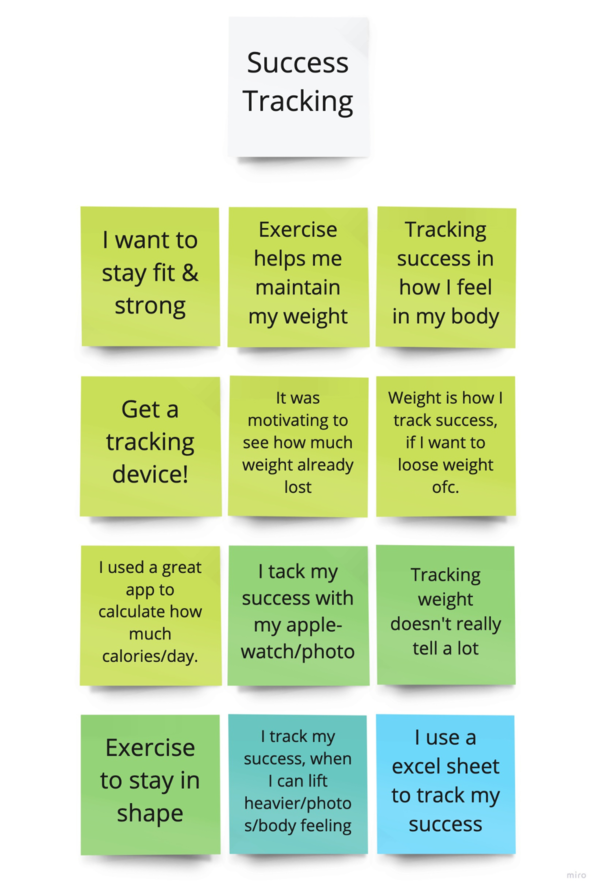 Success
Tracking
I want to
stay fit &
strong
Exercise
helps me
maintain
my weight
Tracking
success in
how I feel
in my body
Get a
tracking
device!
It was
motivating to
see how much
weight already
lost
Weight is how I
track success,
if I want to
loose weight
ofc.
I used a great
app to
calculate how
much
calories/day.
I tack my
success with
my apple-
watch/photo
Tracking
weight
doesn't really
tell a lot
Exercise
to stay in
shape
I track my
success, when
I can lift
heavier/photo
s/body feeling
I use a
excel sheet
to track my
success
miro